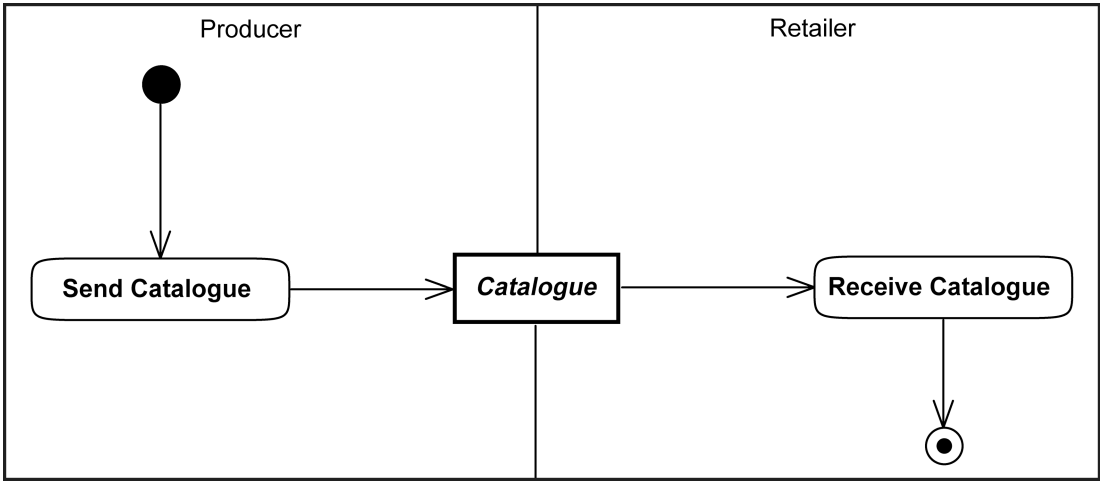 Producer
Retailer
Send Catalogue
Catalogue
Receive Catalogue